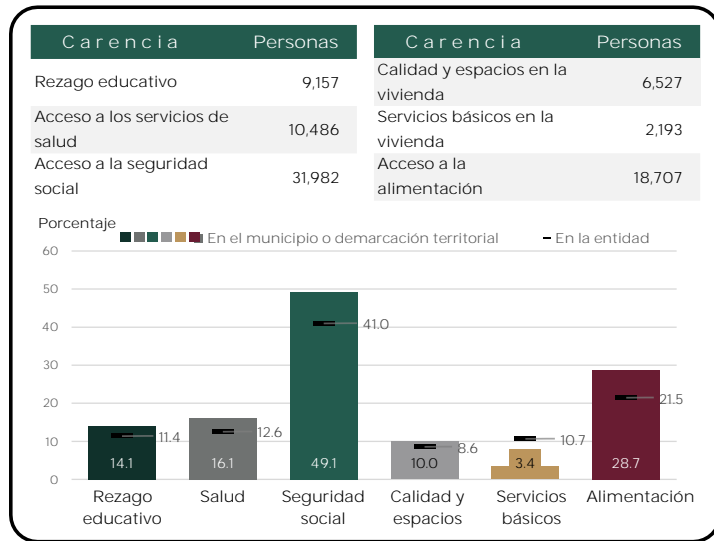 Carencia Personas
Rezago educativo 9,157
Acceso a los servicios de salud 10,486
Acceso a la seguridad social 31,982
Carencia Personas
Calidad y espacios en la vivienda 6,527
Servicios básicos en la vivienda 2,193
Acceso a la alimentación 18,707
Porcentaje
En el municipio o demarcación territorial
En la entidad
60
50
40
30
20
10
0
14.1 11.4
16.1 12.6
49.1 41.0
10.0 8.6
3.4 10.7
28.7 21.5
Rezago educativo
Salud
Seguridad social
Calidad y espacios
Servicios básicos
Alimentación